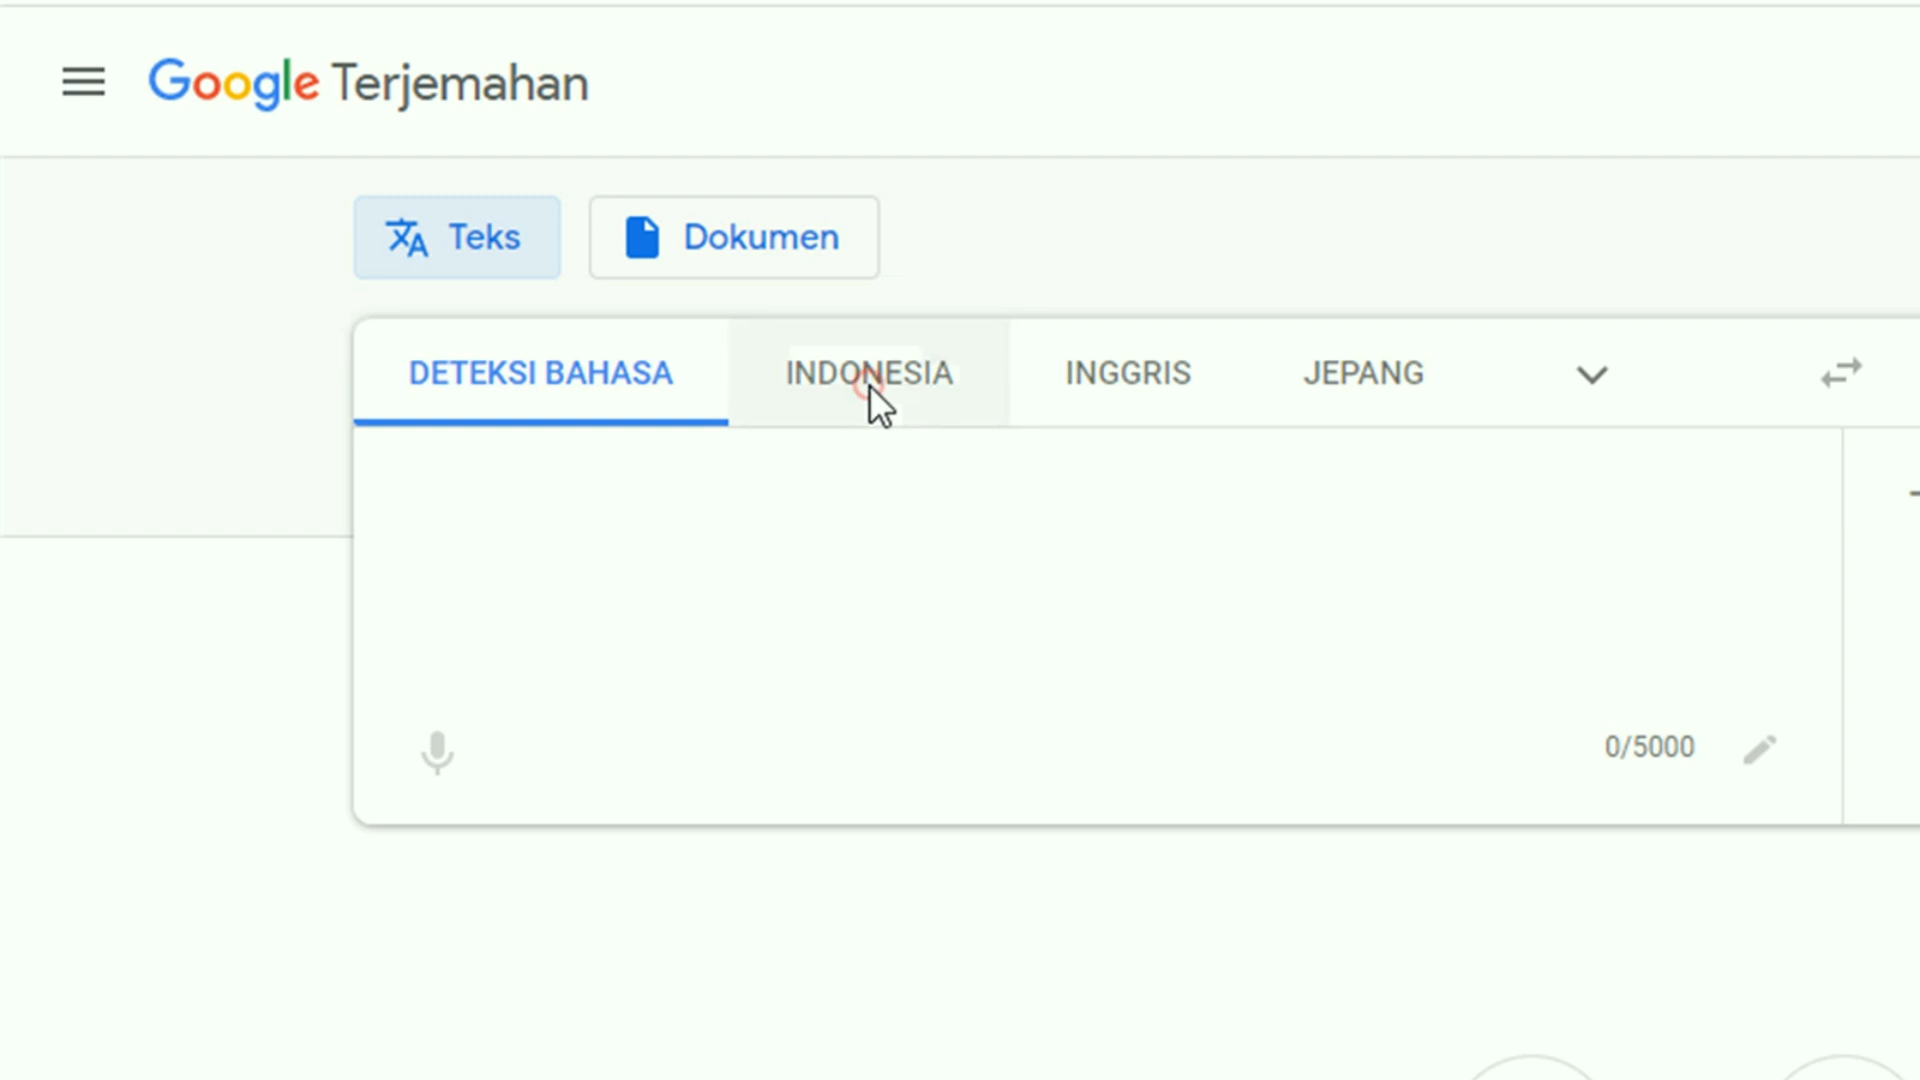 Google Terjemahan
Teks
Dokumen
DETEKSI BAHASA
INDONESIA
INGGRIS
JEPANG
0/5000